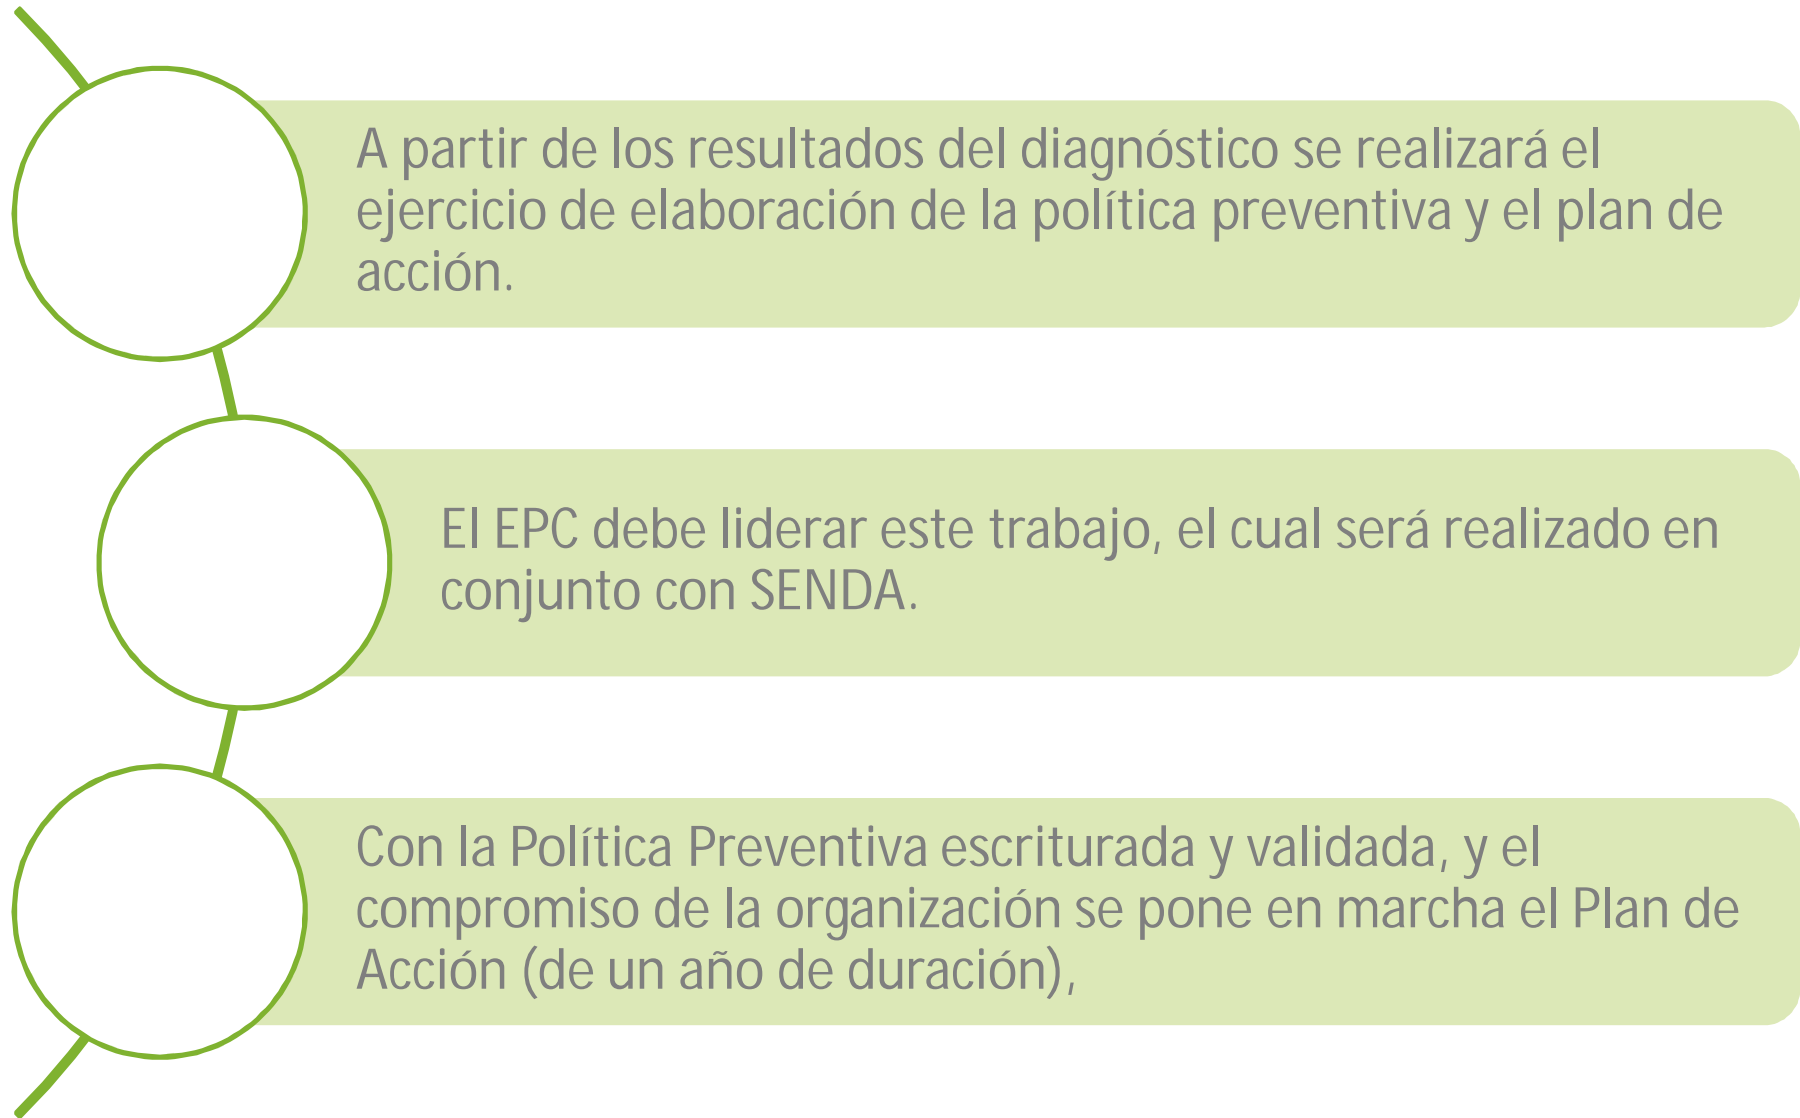 A partir de los resultados del diagnóstico se realizará el
ejercicio de elaboración de la política preventiva y el plan de
acción.
El EPC debe liderar este trabajo, el cual será realizado en
conjunto con SENDA.
Con la Política Preventiva escriturada y validada, y el
compromiso de la organización se pone en marcha el Plan de
Acción (de un año de duración),